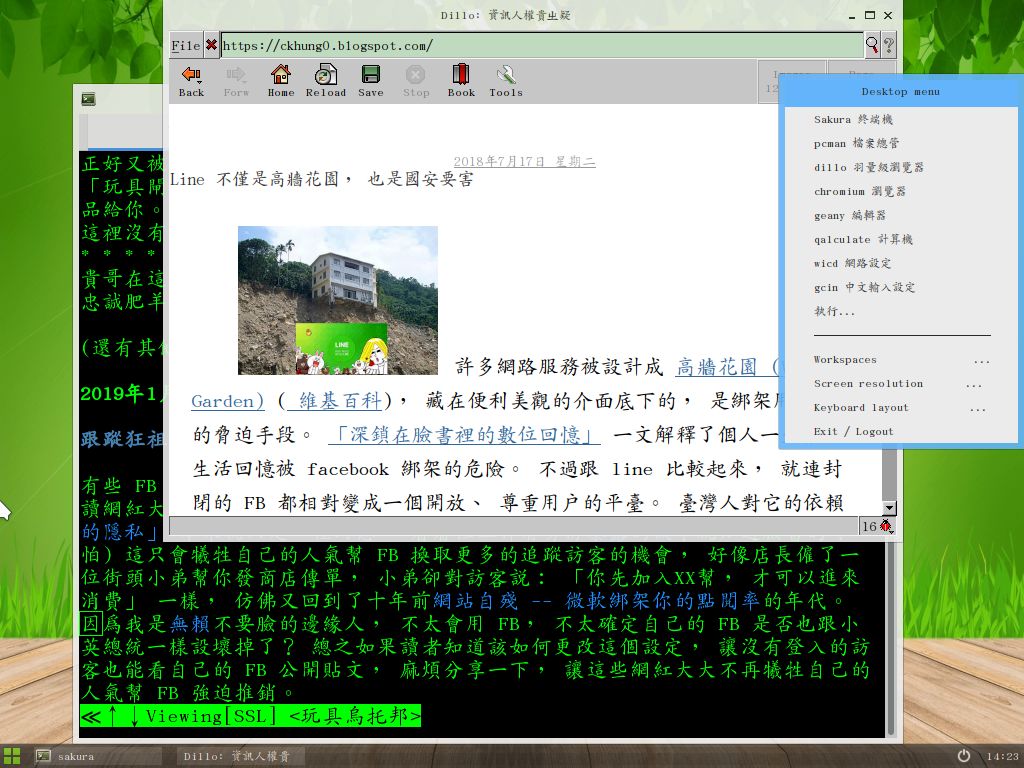 Dillo: 資訊人權貴ㄓ疑
File
https://ckhung0.blogspot.com/
Back
Forw
Home
Reload
Save
Stop
Book
Tools
2018年7月17日 星期二
Line 不僅是高牆花園， 也是國安要害
LINE
許多網路服務被設計成 高牆花園 (
Garden) ( 維基百科)， 藏在便利美觀的介面底下的， 是綁架
的脅迫手段。 「深鎖在臉書裡的數位回憶」 一文解釋了個人一
生活回憶被 facebook 綁架的危險。 不過跟 line 比較起來， 就連封
閉的 FB 都相對變成一個開放、 尊重用户的平臺。 臺灣人對它的依賴
16
Desktop menu
Sakura 終端機
pcman 檔案總管
dillo 羽量級瀏覽器
chromium 瀏覽器
geany 編輯器
qalculate 計算機
wicd 網路設定
gcin 中文輸入設定
執行...
Workspaces ...
Screen resolution ...
Keyboard layout ...
Exit / Logout
正好又被
「玩具鬧
品給你。
這裡沒有
* * * *
貴哥在這
忠誠肥羊
(還有其他
2019年1月
跟蹤狂祖
有些 FB
讀網紅大
的隱私」
怕) 這只會犧牲自己的人氣幫 FB 換取更多的追蹤訪客的機會， 好像店長僱了一
位街頭小弟幫你發商店傳單， 小弟卻對訪客説： 「你先加入XX幫， 才可以進來
消費」 一樣， 彷彿又回到了十年前網站自殘 -- 微軟綁架你的點閱率的年代。
因爲我是無賴不要臉的邊緣人， 不太會用 FB， 不太確定自己的 FB 是否也跟小
英總統一樣設壞掉了？ 總之如果讀者知道該如何更改這個設定， 讓沒有登入的訪
客也能看自己的 FB 公開貼文， 麻煩分享一下， 讓這些網紅大大不再犧牲自己的
人氣幫 FB 強迫推銷。
≪↑↓Viewing[SSL] <玩具烏托邦>
sakura
Dillo: 資訊人權貴
14:23